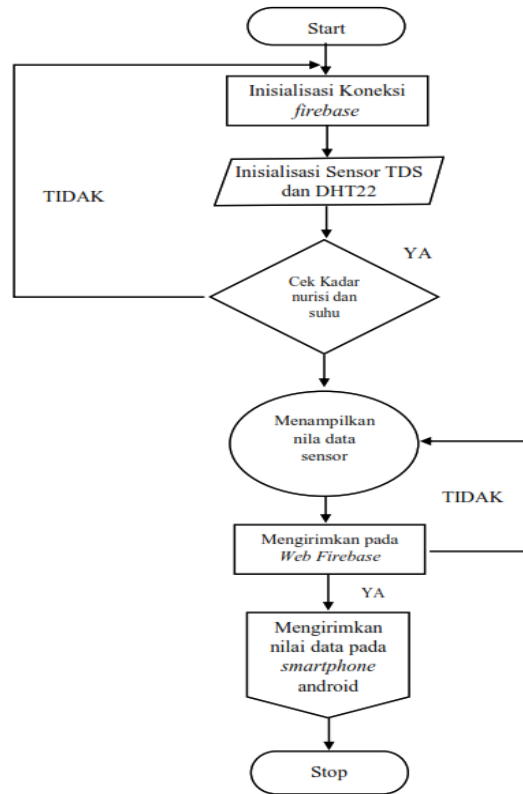 Start
Inisialisasi Koneksi
firebase
Inisialisasi Sensor TDS
dan DHT22
TIDAK
YA
Cek Kadar
nurisi dan
suhu
Menampilkan
nila data
sensor
TIDAK
Mengirimkan pada
Web Firebase
YA
Mengirimkan
nilai data pada
smartphone
android
Stop